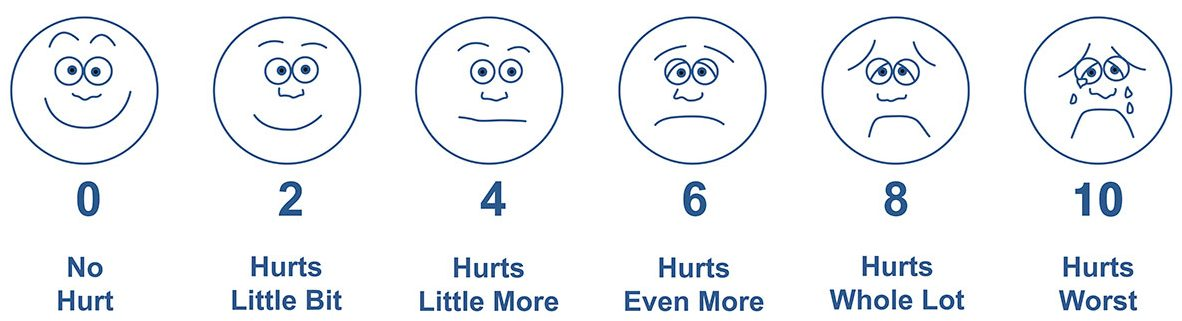 0 2 4 6 8 10
No Hurt
Hurts Little Bit
Hurts Little More
Hurts Even More
Hurts Whole Lot
Hurts Worst